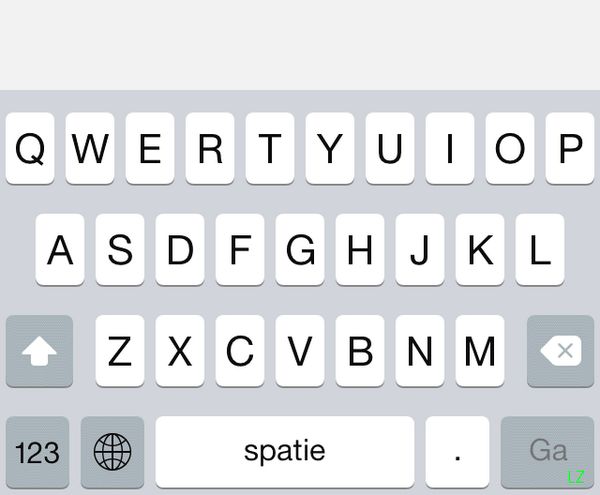 Q W E R T Y U I O P
A S D F G H J K L
Z X C V B N M
123 spatie . Ga
LZ